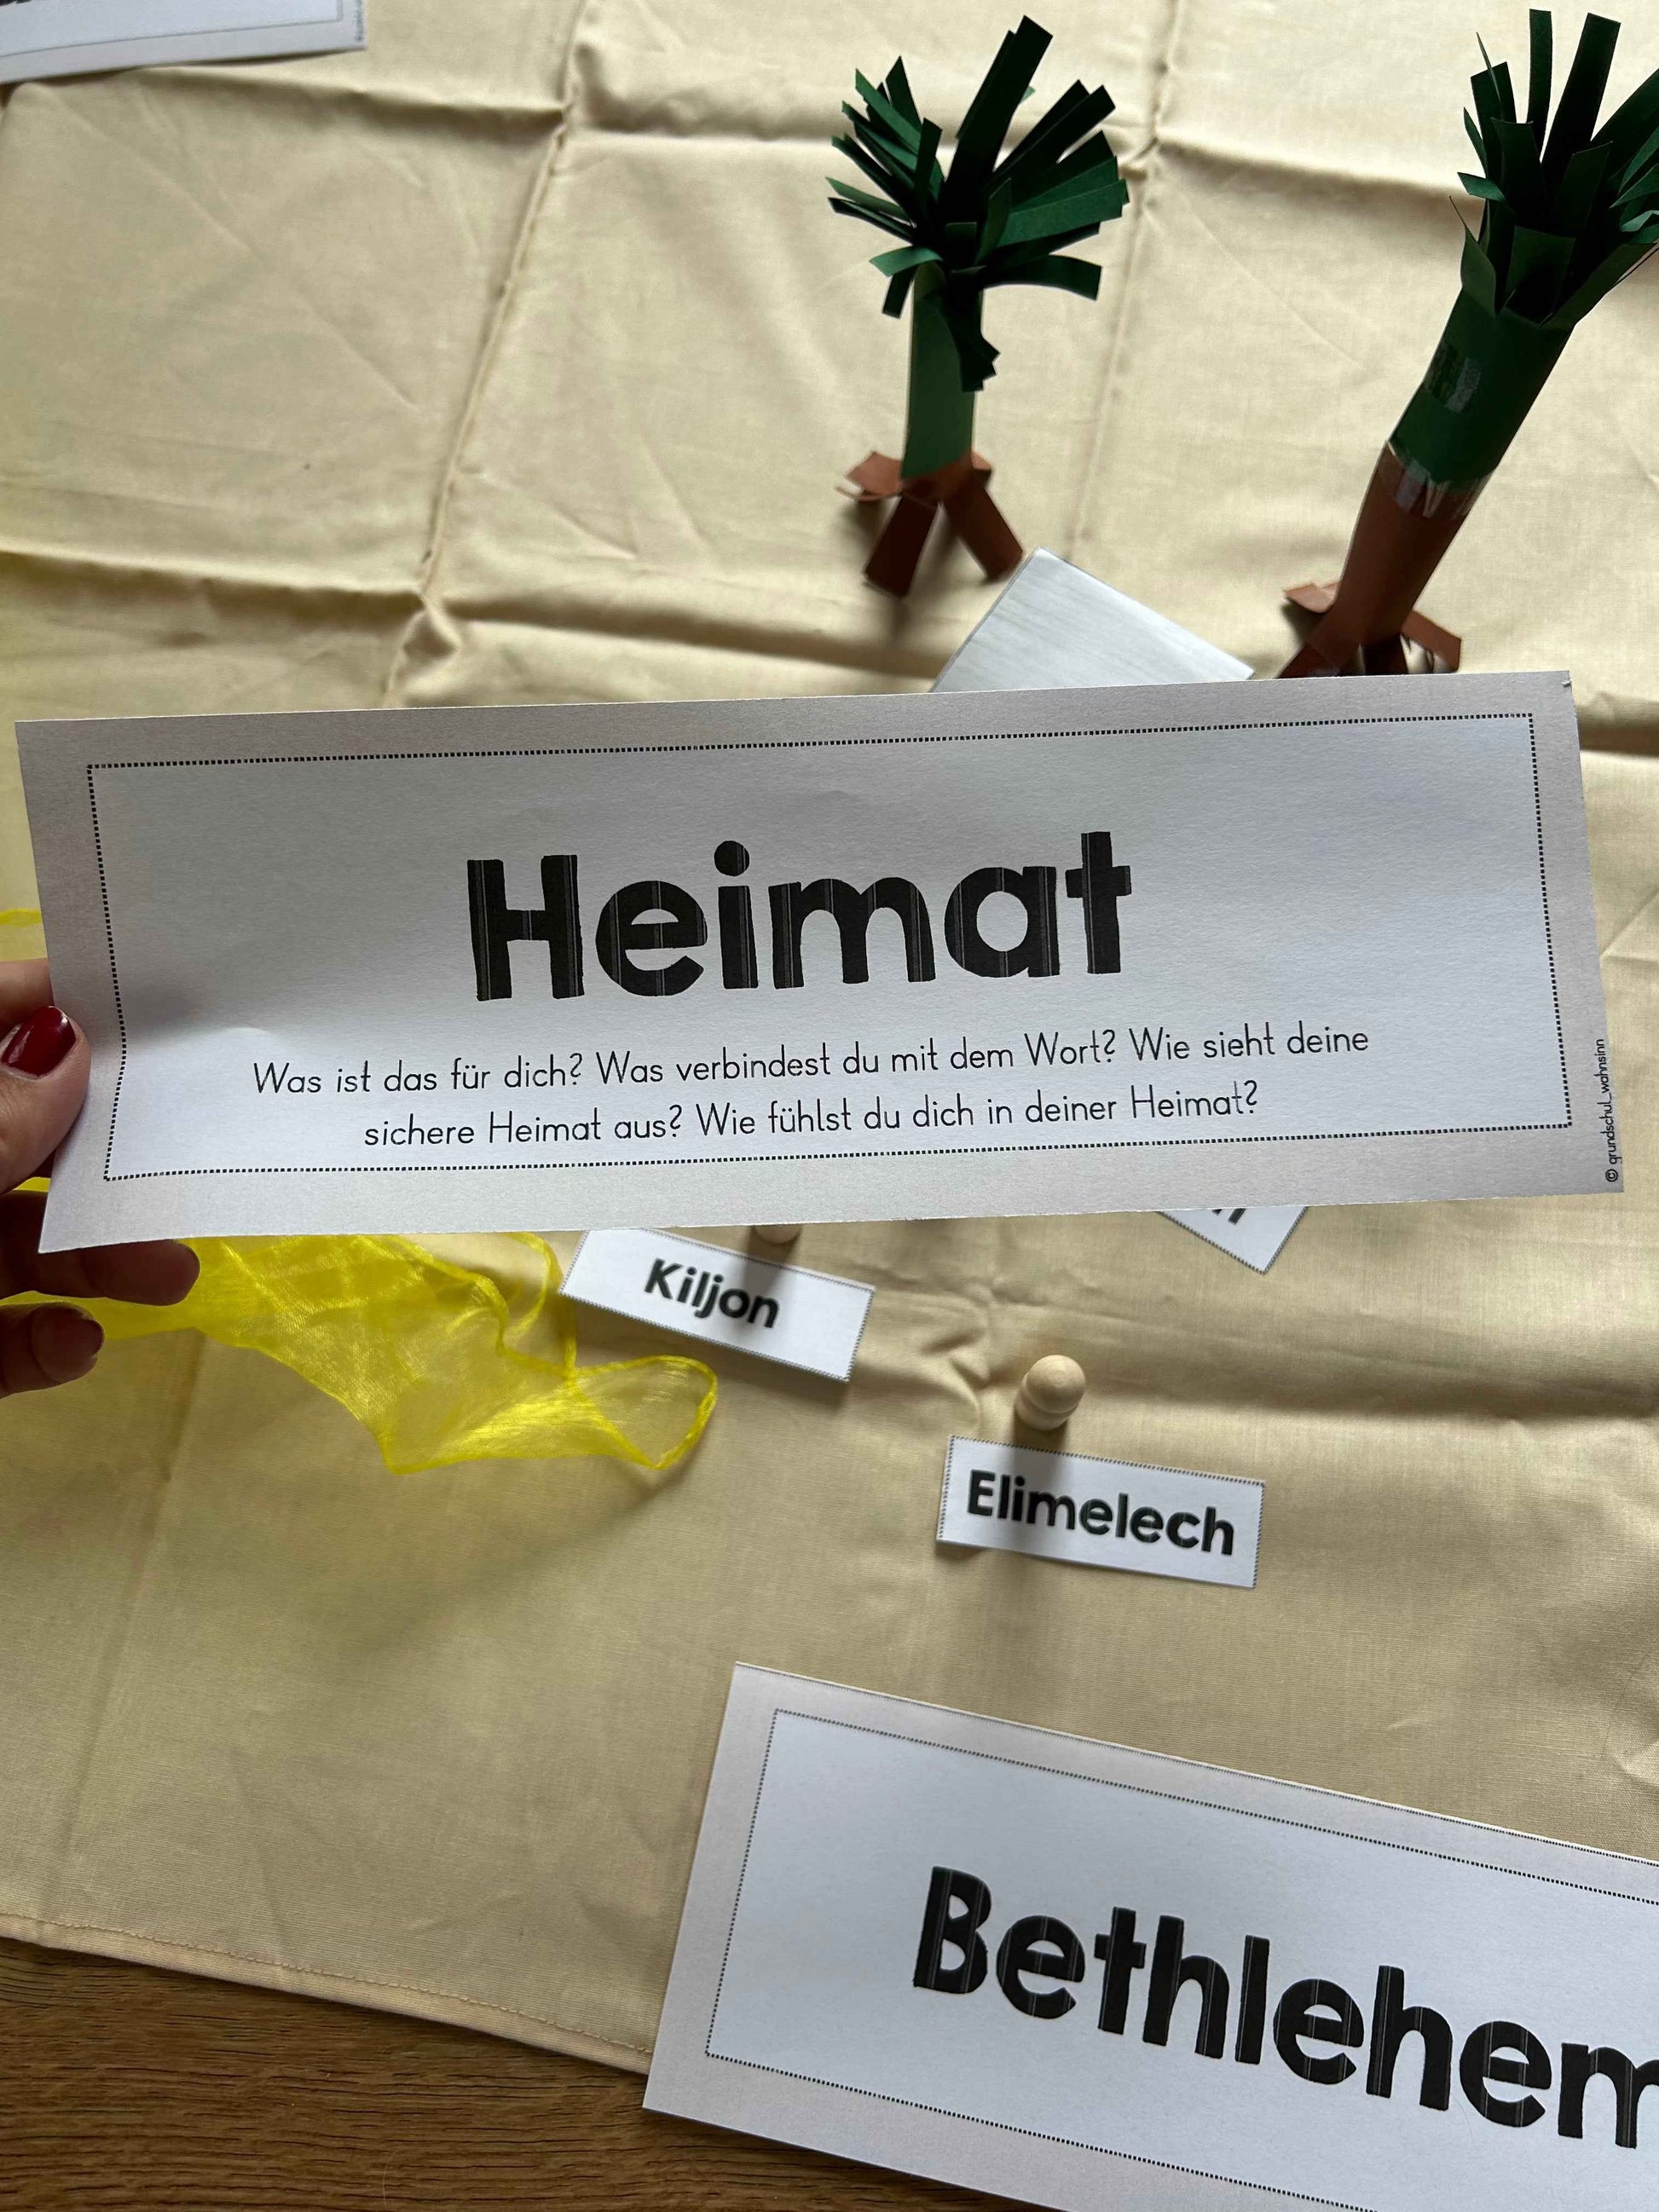 Heimat
Was ist das für dich? Was verbindest du mit dem Wort? Wie sieht deine
sichere Heimat aus? Wie fühlst du dich in deiner Heimat?
© grundschul_wahnsinn
Kiljon
Elimelech
Bethlehem